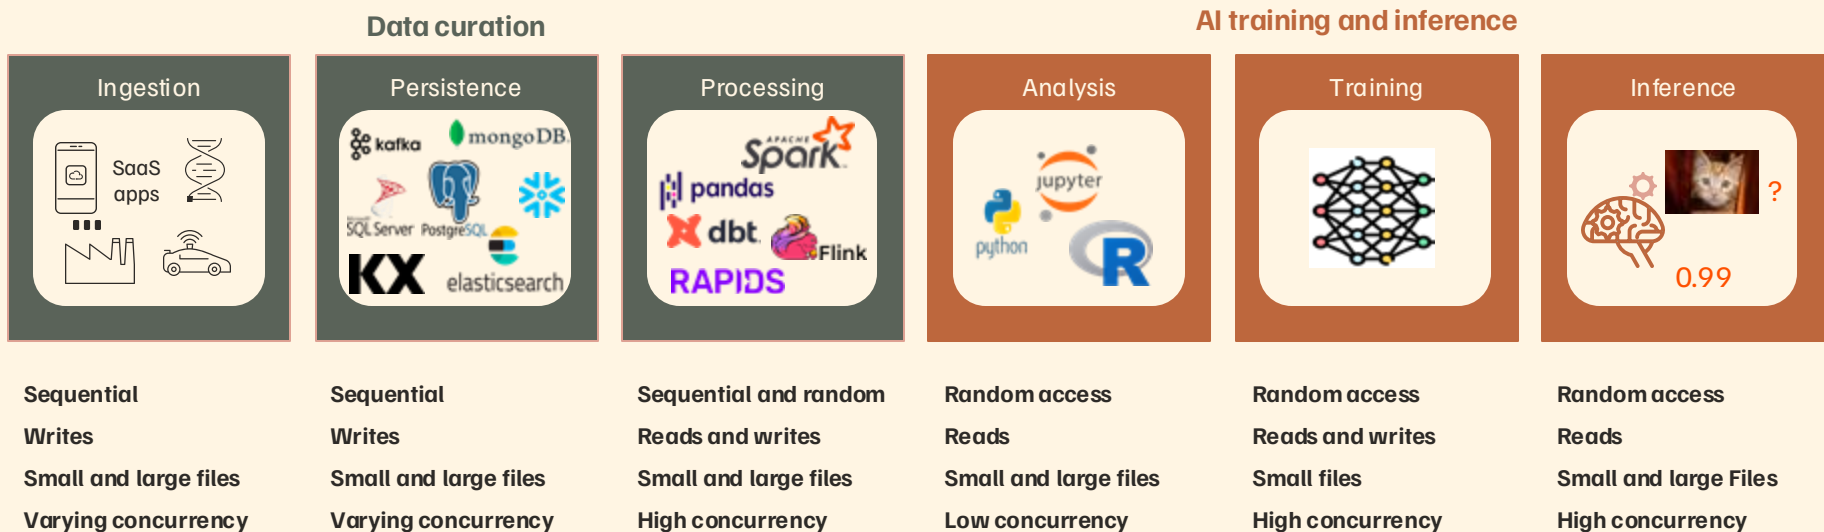 Data curation
AI training and inference
Ingestion
SaaS
apps
Persistence
kafka
mongoDB.
Microsoft
SQL Server
PostgreSQL
KX
elasticsearch
Processing
APACHE
Spark
pandas
dbt
Flink
RAPIDS
Analysis
jupyter
python
R
Training
Inference
?
0.99
Sequential
Writes
Small and large files
Varying concurrency
Sequential
Writes
Small and large files
Varying concurrency
Sequential and random
Reads and writes
Small and large files
High concurrency
Random access
Reads
Small and large files
Low concurrency
Random access
Reads and writes
Small files
High concurrency
Random access
Reads
Small and large Files
High concurrency